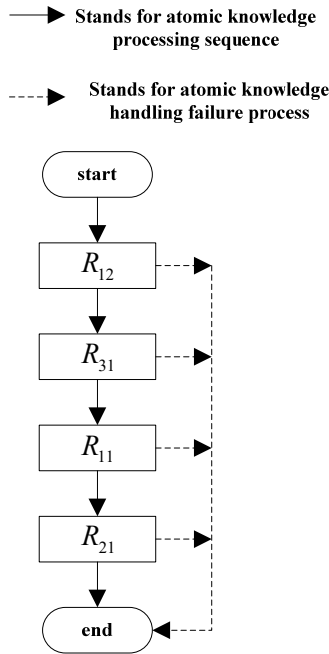 Stands for atomic knowledge
processing sequence
Stands for atomic knowledge
handling failure process
start
R12
R31
R11
R21
end